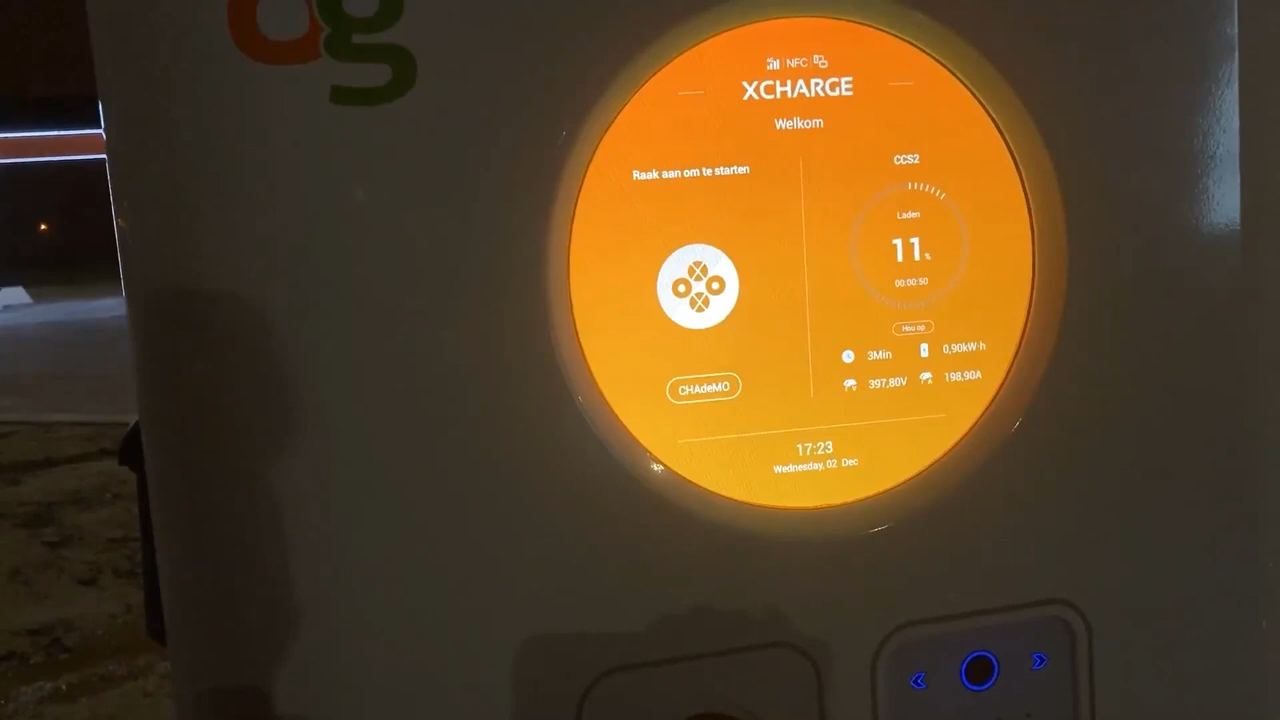 ag
NFC
XCHARGE
Welkom
Raak aan om te starten
CHAdeMO
CCS2
Laden
11%
00:00:50
Hou op
3Min
0,90kW·h
397,80V
198,90A
17:23
Wednesday, 02 Dec